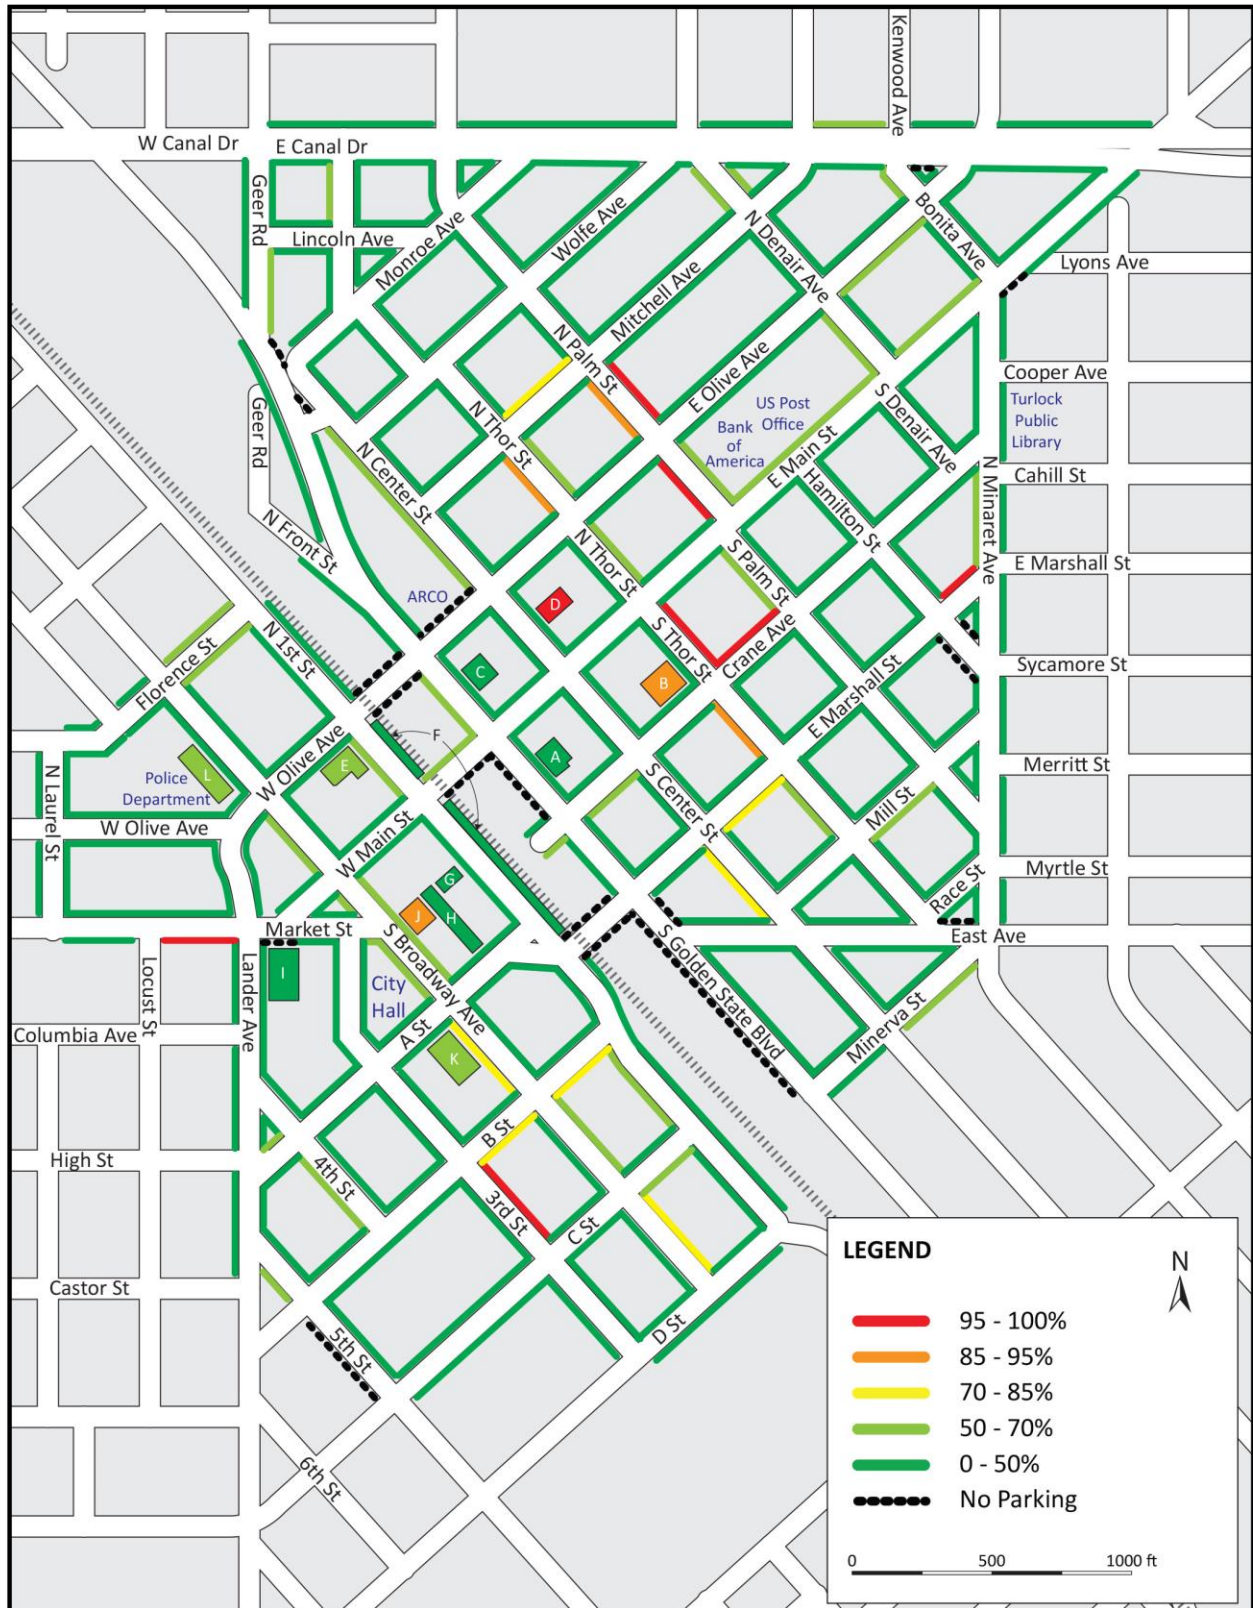 Kenwood Ave
W Canal Dr
E Canal Dr
Geer Rd
Lincoln Ave
Monroe Ave
Wolfe Ave
N Denair Ave
Bonita Ave
Lyons Ave
Mitchell Ave
N Palm St
E Olive Ave
Cooper Ave
Turlock
Public
Library
US Post
Office
Bank
of
America
S Denair Ave
E Main St
Geer Rd
N Thor St
N Center St
Hamilton St
Cahill St
N Minaret Ave
N Front St
N Thor St
S Palm St
E Marshall St
ARCO
D
Crane Ave
S Thor St
N 1st St
Florence St
C
B
Sycamore St
E Marshall St
F
A
E
L
Police
Department
W Olive Ave
Merritt St
N Laurel St
W Olive Ave
S Center St
Mill St
W Main St
Myrtle St
G
H
J
Race St
Market St
East Ave
S Broadway Ave
S Golden State Blvd
I
City
Hall
Locust St
Lander Ave
Columbia Ave
A St
K
Minerva St
B St
High St
4th St
3rd St
C St
Castor St
D St
5th St
6th St
LEGEND
N
95 - 100%
85 - 95%
70 - 85%
50 - 70%
0 - 50%
No Parking
0 500 1000 ft